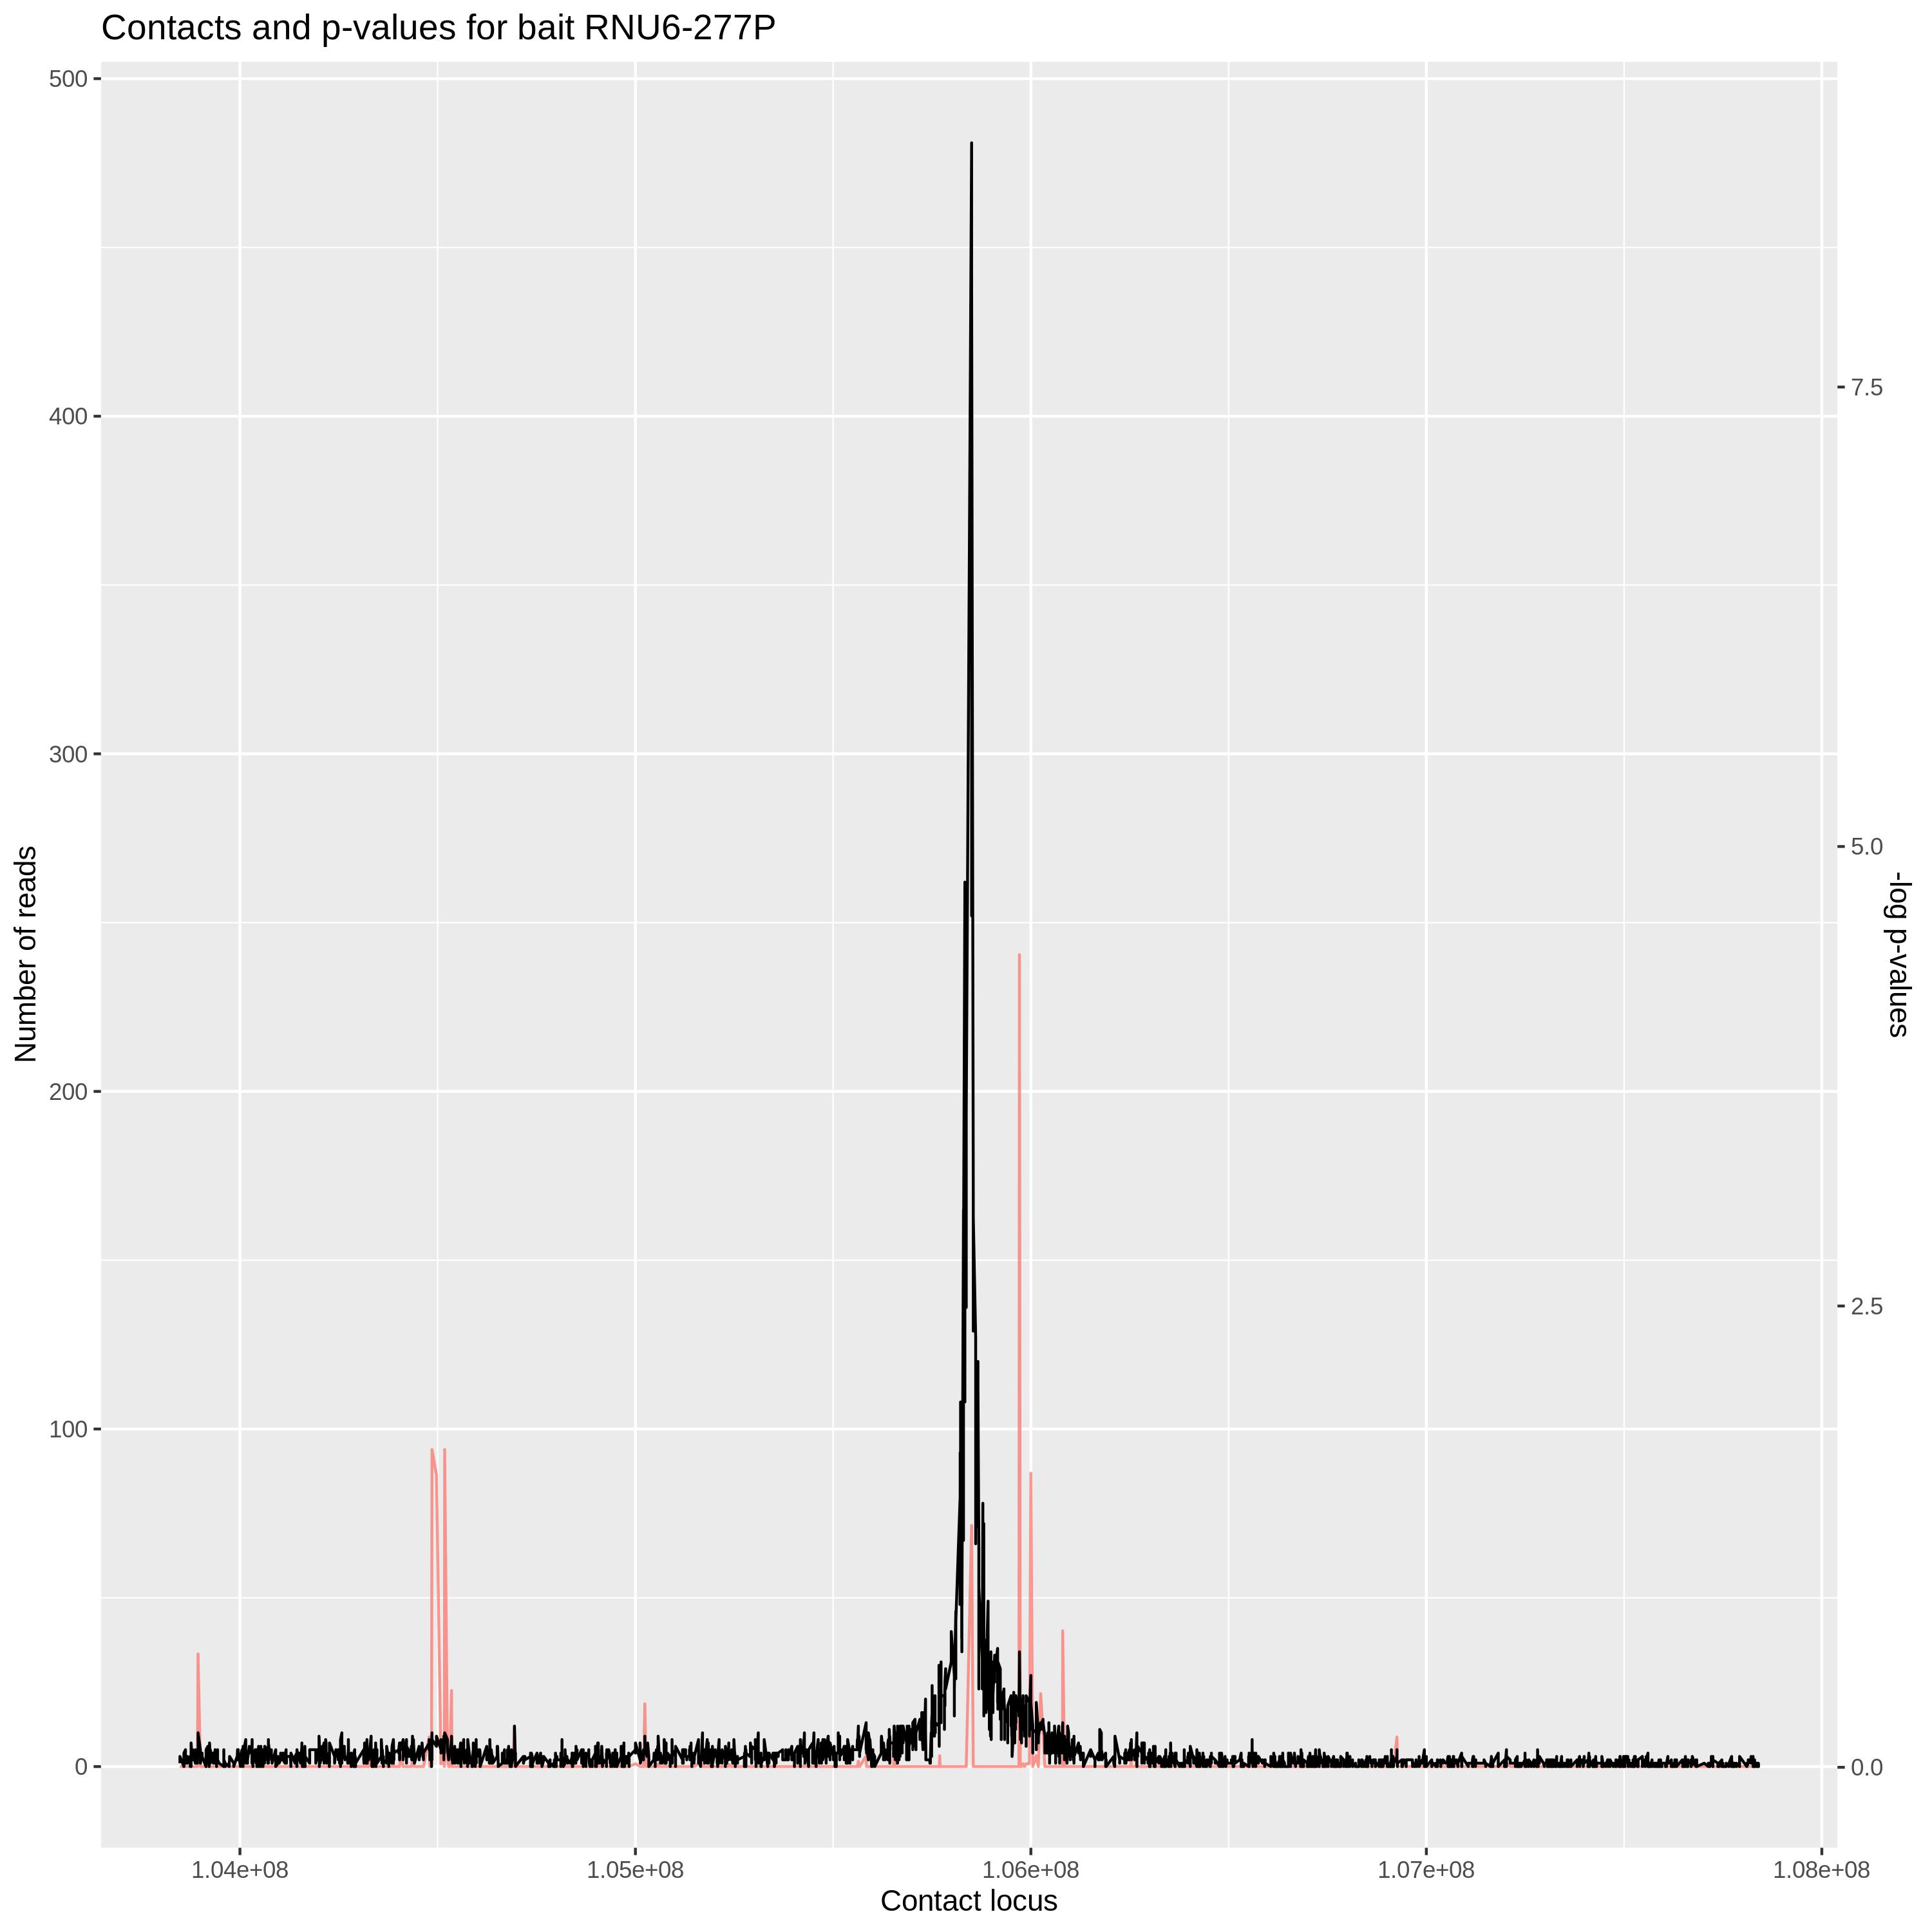 Contacts and p-values for bait RNU6-277P
500
400
300
200
100
0
Number of reads
7.5
5.0
2.5
0.0
-log p-values
1.04e+08
1.05e+08
1.06e+08
1.07e+08
1.08e+08
Contact locus